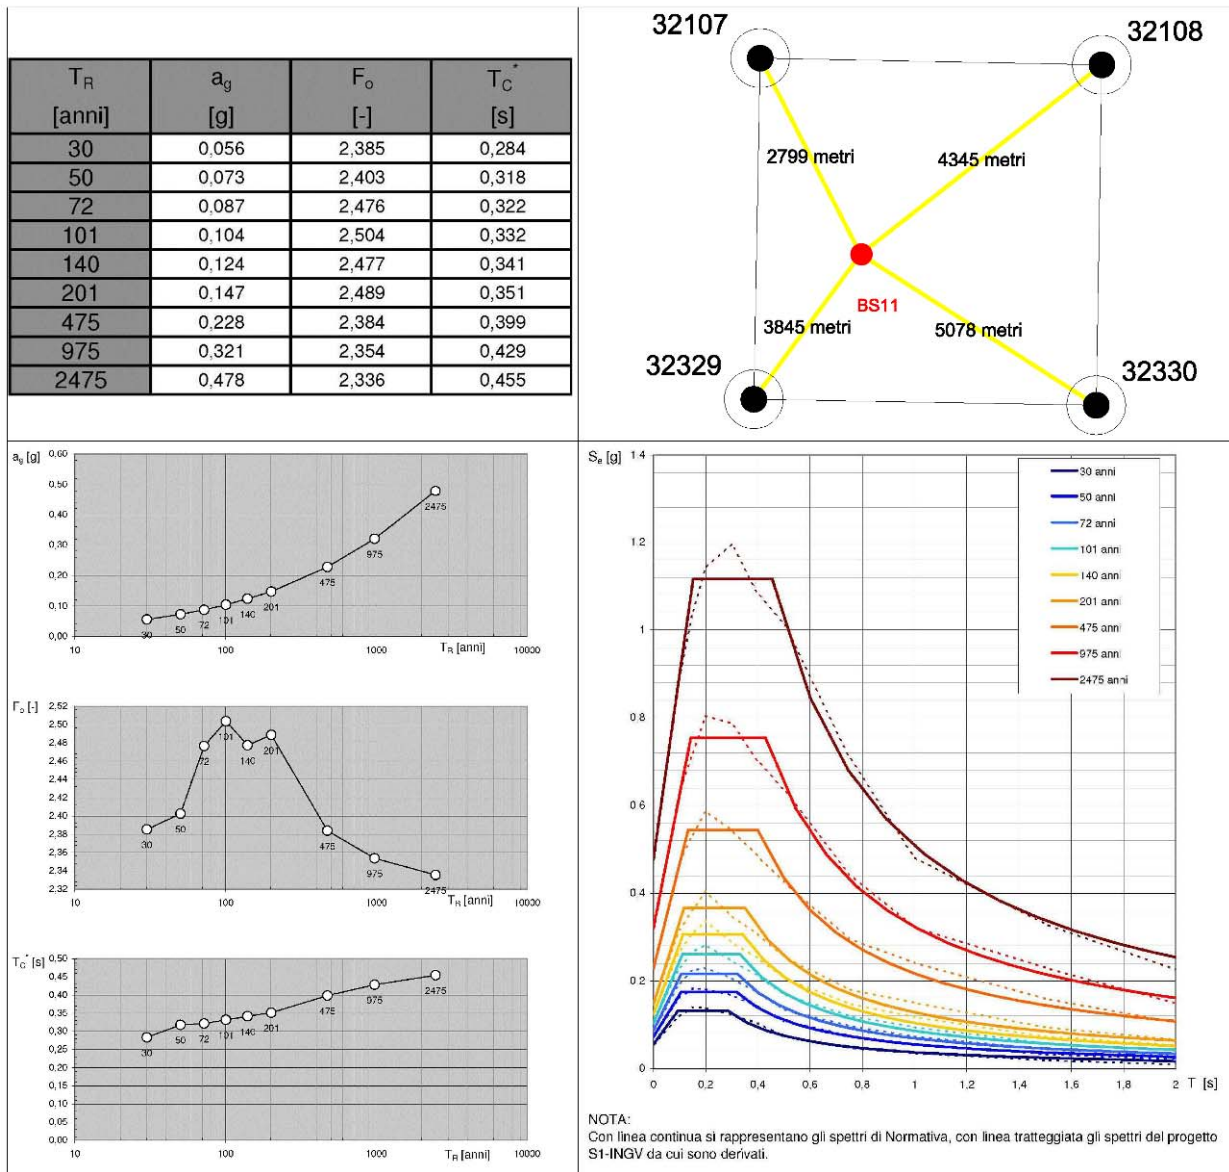 T_R a_g F_o T_C*
[anni] [g] [-] [s]
30 0,056 2,385 0,284
50 0,073 2,403 0,318
72 0,087 2,476 0,322
101 0,104 2,504 0,332
140 0,124 2,477 0,341
201 0,147 2,489 0,351
475 0,228 2,384 0,399
975 0,321 2,354 0,429
2475 0,478 2,336 0,455
32107 32108
2799 metri 4345 metri
BS11
3845 metri 5078 metri
32329 32330
a_g [g]
0,60
0,50
0,40
0,30
0,20
0,10
0,00
30 50 72 101 140 201 475 975 2475
10 100 1000 10000
T_R [anni]
F_o [-]
2,52
2,50
2,48
2,46
2,44
2,42
2,40
2,38
2,36
2,34
2,32
30 50 72 101 140 201 475 975 2475
10 100 1000 10000
T_R [anni]
T_C* [s]
0,50
0,45
0,40
0,35
0,30
0,25
0,20
0,15
0,10
0,05
0,00
30 50 72 101 140 201 475 975 2475
10 100 1000 10000
T_R [anni]
S_e [g]
1.4
1.2
1
0.8
0.6
0.4
0.2
0
30 anni
50 anni
72 anni
101 anni
140 anni
201 anni
475 anni
975 anni
2475 anni
0 0,2 0,4 0,6 0,8 1 1,2 1,4 1,6 1,8 2
T [s]
NOTA:
Con linea continua si rappresentano gli spettri di Normativa, con linea tratteggiata gli spettri del progetto
S1-INGV da cui sono derivati.